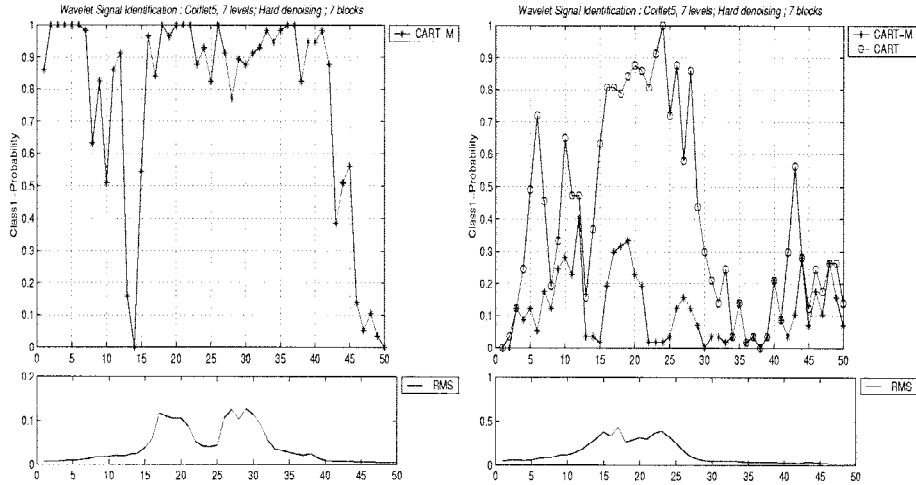 Wavelet Signal Identification : Coiflet5, 7 levels; Hard denoising ; 7 blocks
CART M
Class1 - Probability
1
0.9
0.8
0.7
0.6
0.5
0.4
0.3
0.2
0.1
0
0 5 10 15 20 25 30 35 40 45 50
RMS
0.2
0.1
0
0 5 10 15 20 25 30 35 40 45 50
Wavelet Signal Identification : Coiflet5, 7 levels; Hard denoising ; 7 blocks
CART-M
CART
Class1 - Probability
1
0.9
0.8
0.7
0.6
0.5
0.4
0.3
0.2
0.1
0
0 5 10 15 20 25 30 35 40 45 50
RMS
1
0.5
0
0 5 10 15 20 25 30 35 40 45 50